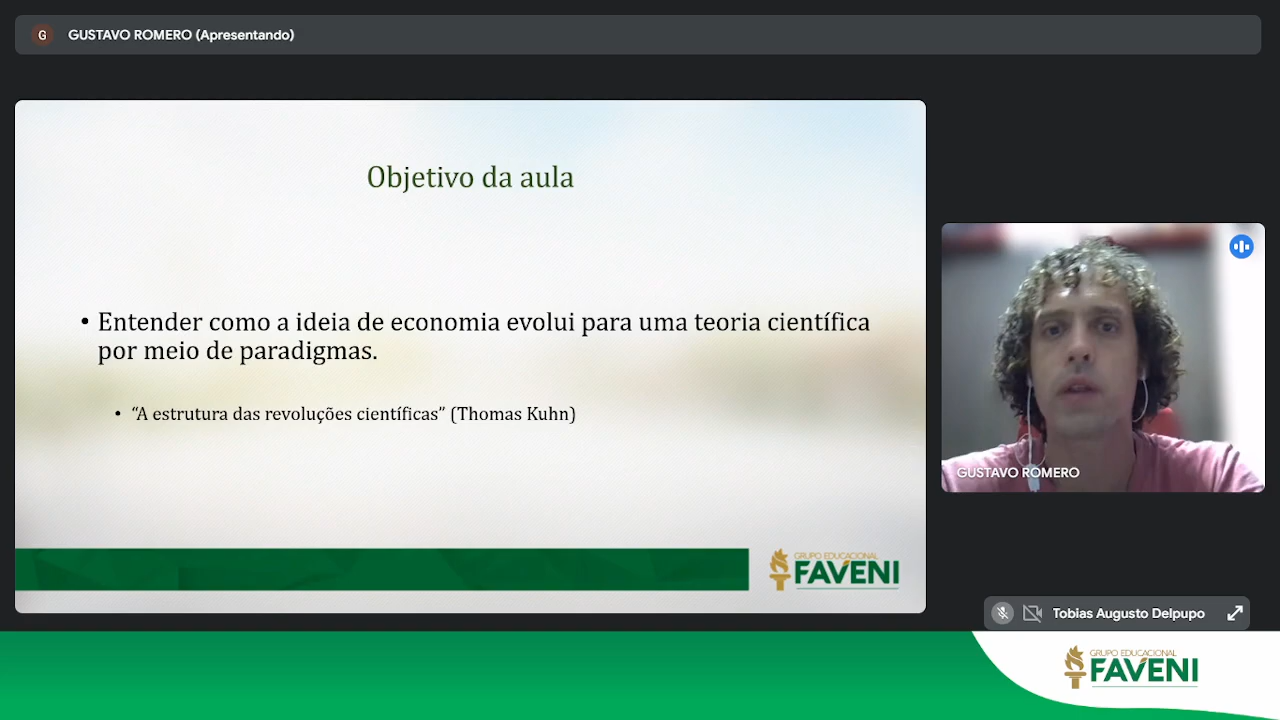 G GUSTAVO ROMERO (Apresentando)
Objetivo da aula
• Entender como a ideia de economia evolui para uma teoria científica
por meio de paradigmas.
• “A estrutura das revoluções científicas” (Thomas Kuhn)
GRUPO EDUCACIONAL
FAVENI
GUSTAVO ROMERO
Tobias Augusto Delpupo
GRUPO EDUCACIONAL
FAVENI